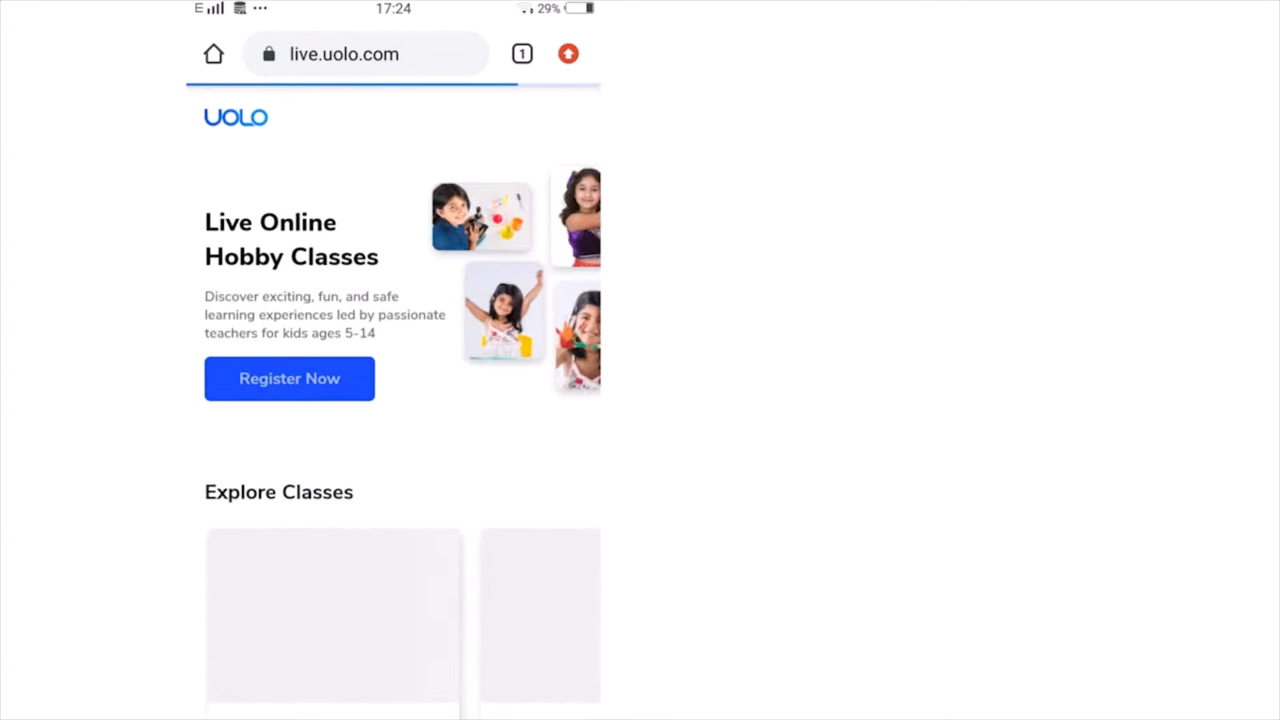 E 17:24 29%
live.uolo.com 1
UOLO
Live Online
Hobby Classes
Discover exciting, fun, and safe
learning experiences led by passionate
teachers for kids ages 5-14
Register Now
Explore Classes